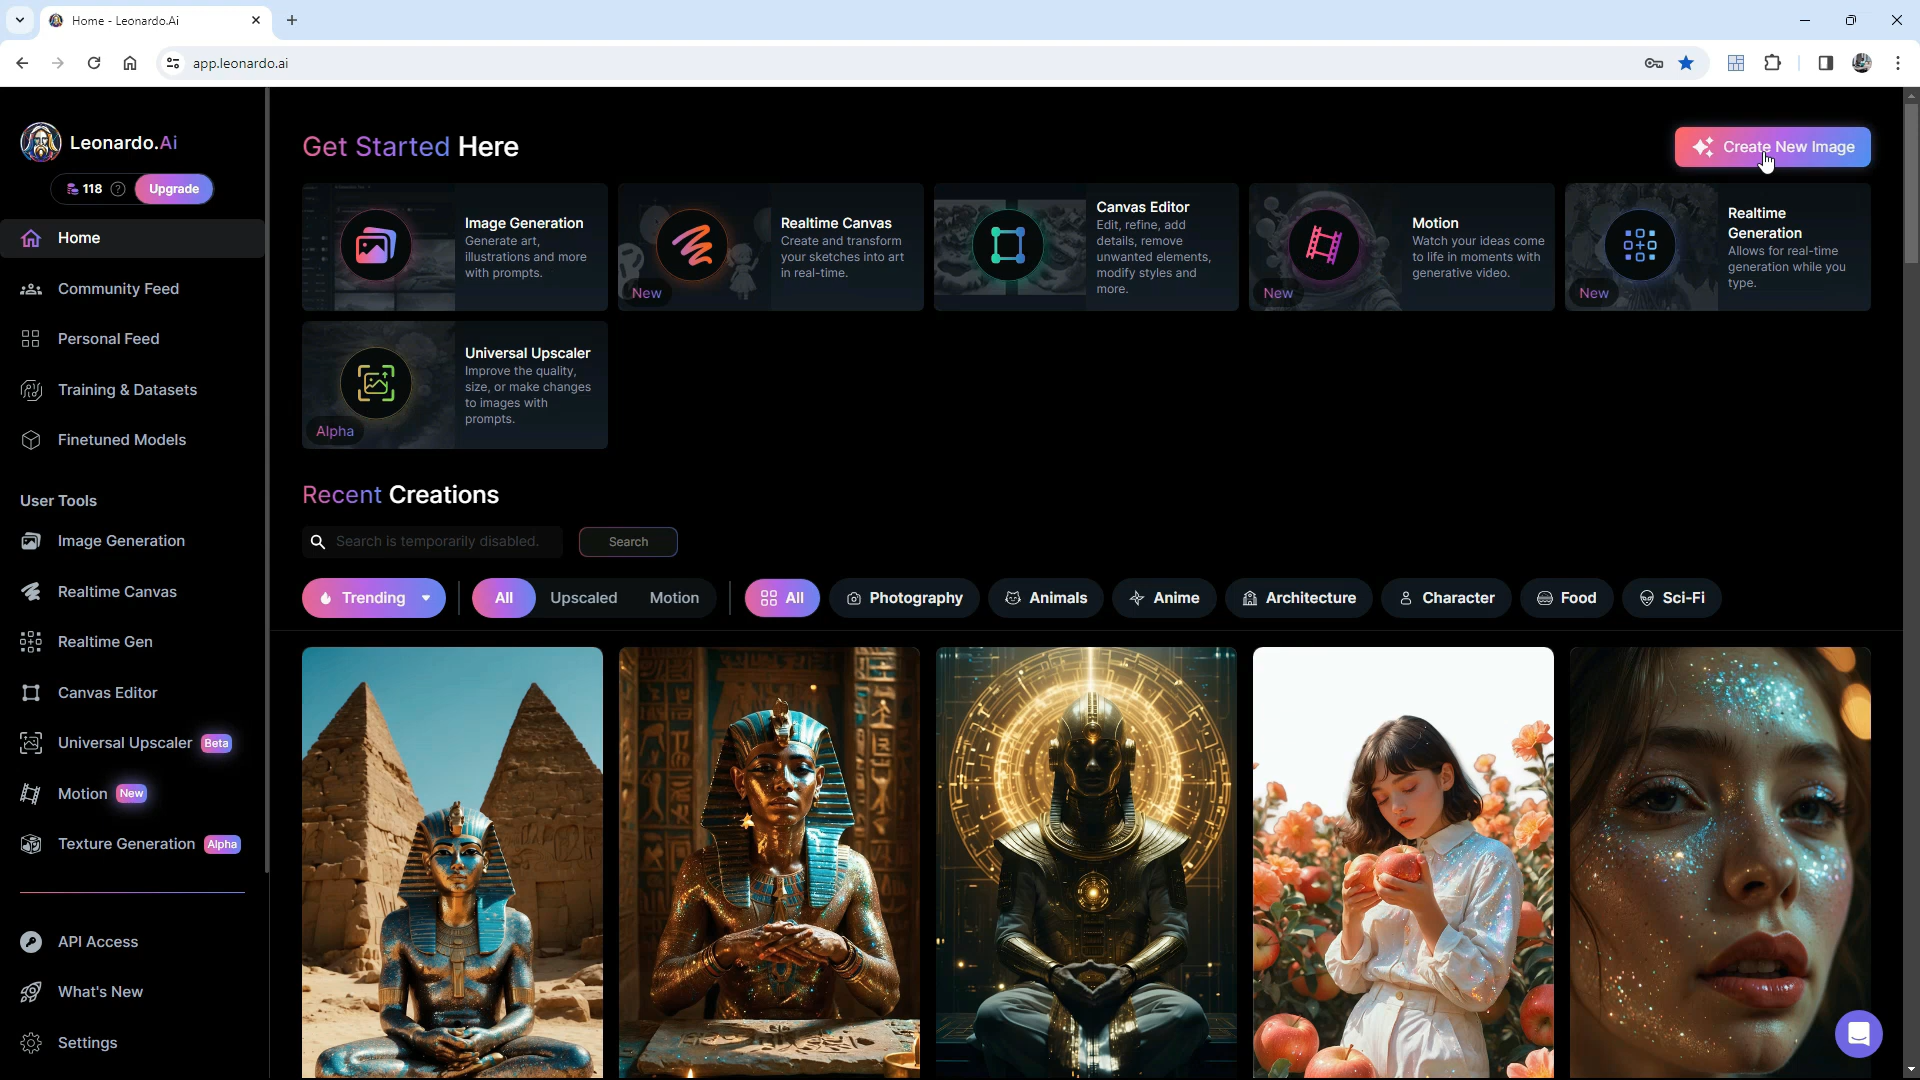 Home - Leonardo.Ai
app.leonardo.ai
Leonardo.Ai
118
Upgrade
Home
Community Feed
Personal Feed
Training & Datasets
Finetuned Models
User Tools
Image Generation
Realtime Canvas
Realtime Gen
Canvas Editor
Universal Upscaler Beta
Motion New
Texture Generation Alpha
API Access
What's New
Settings
Get Started Here
Create New Image
Image Generation
Generate art,
illustrations and more
with prompts.
New
Realtime Canvas
Create and transform
your sketches into art
in real-time.
Canvas Editor
Edit, refine, add
details, remove
unwanted elements,
modify styles and
more.
New
Motion
Watch your ideas come
to life in moments with
generative video.
New
Realtime
Generation
Allows for real-time
generation while you
type.
Alpha
Universal Upscaler
Improve the quality,
size, or make changes
to images with
prompts.
Recent Creations
Search is temporarily disabled.
Search
Trending
All
Upscaled
Motion
All
Photography
Animals
Anime
Architecture
Character
Food
Sci-Fi